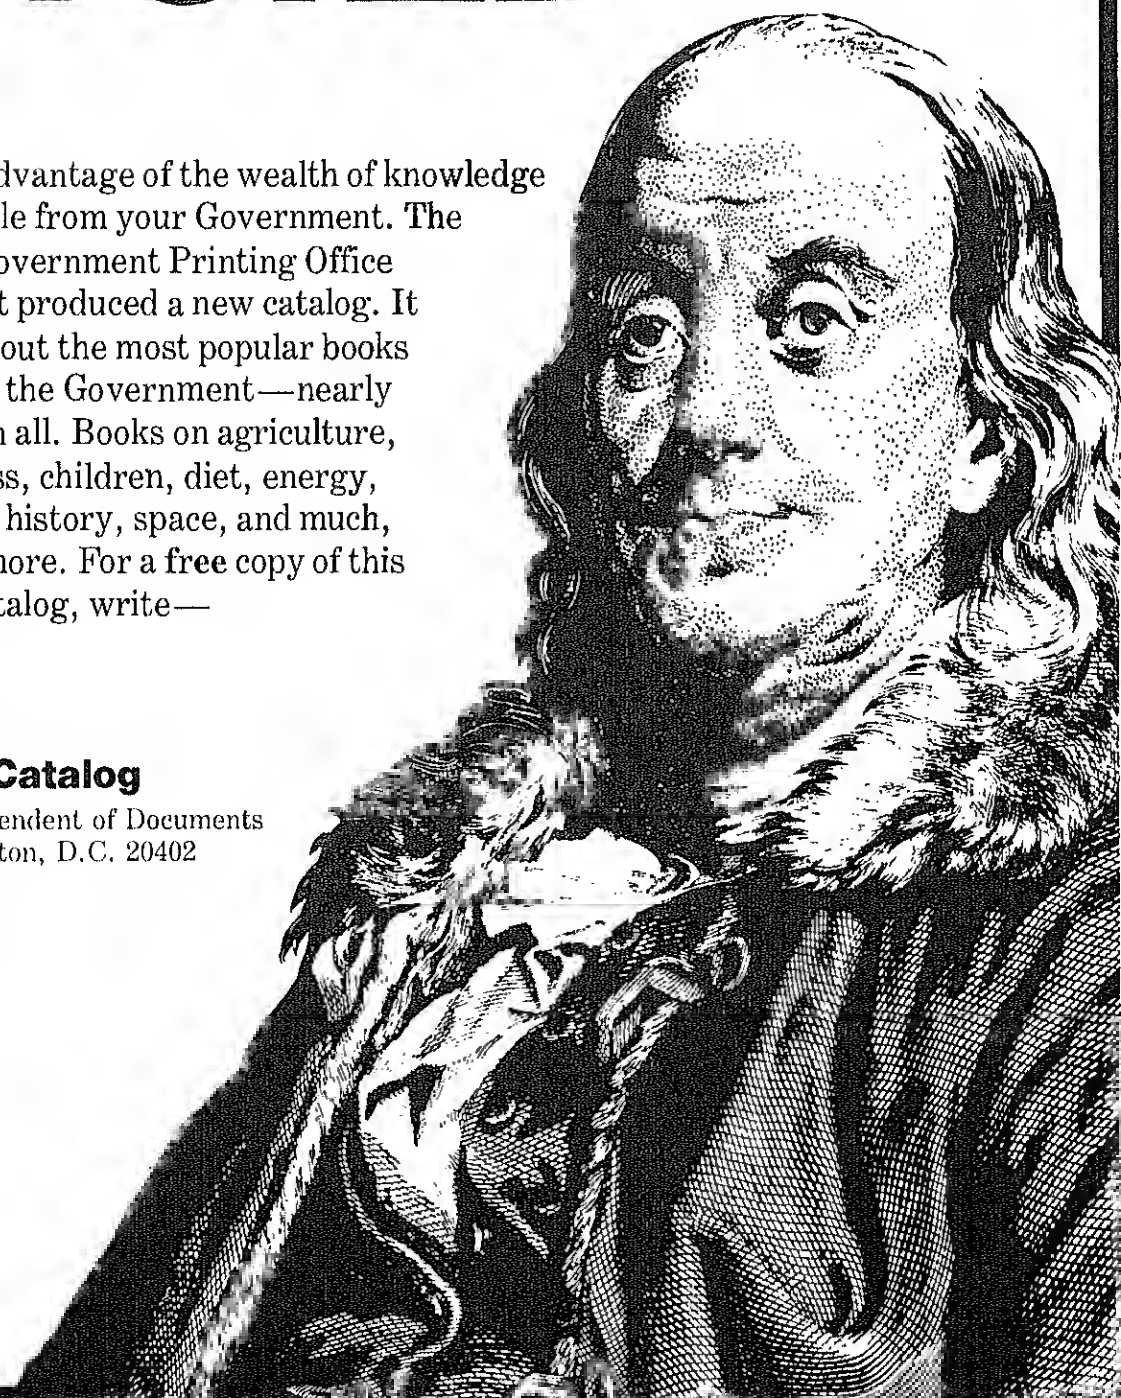 dvantage of the wealth of knowledge
le from your Government. The
overnment Printing Office
t produced a new catalog. It
out the most popular books
the Government—nearly
n all. Books on agriculture,
ss, children, diet, energy,
history, space, and much,
nore. For a free copy of this
talog, write—
Catalog
endent of Documents
ton, D.C. 20402